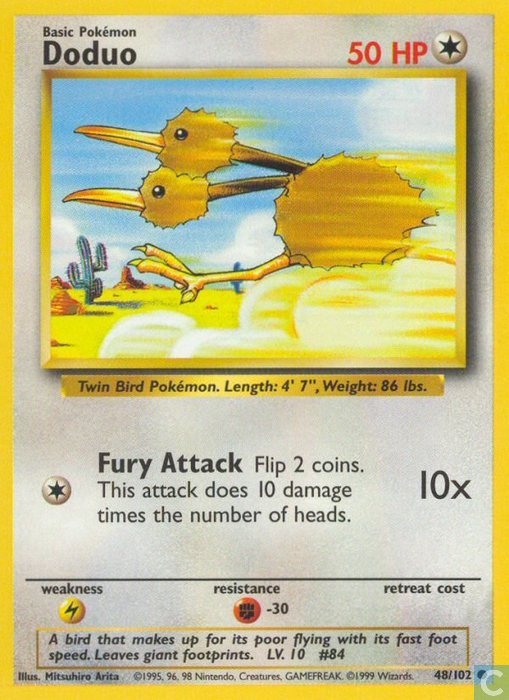 Basic Pokémon
Doduo
50 HP
Twin Bird Pokémon. Length: 4' 7", Weight: 86 lbs.
Fury Attack Flip 2 coins.
This attack does 10 damage
times the number of heads.
10x
weakness resistance retreat cost
-30
A bird that makes up for its poor flying with its fast foot
speed. Leaves giant footprints. LV. 10 #84
Illus. Mitsuhiro Arita ©1995, 96, 98 Nintendo, Creatures, GAMEFREAK. ©1999 Wizards. 48/102
C